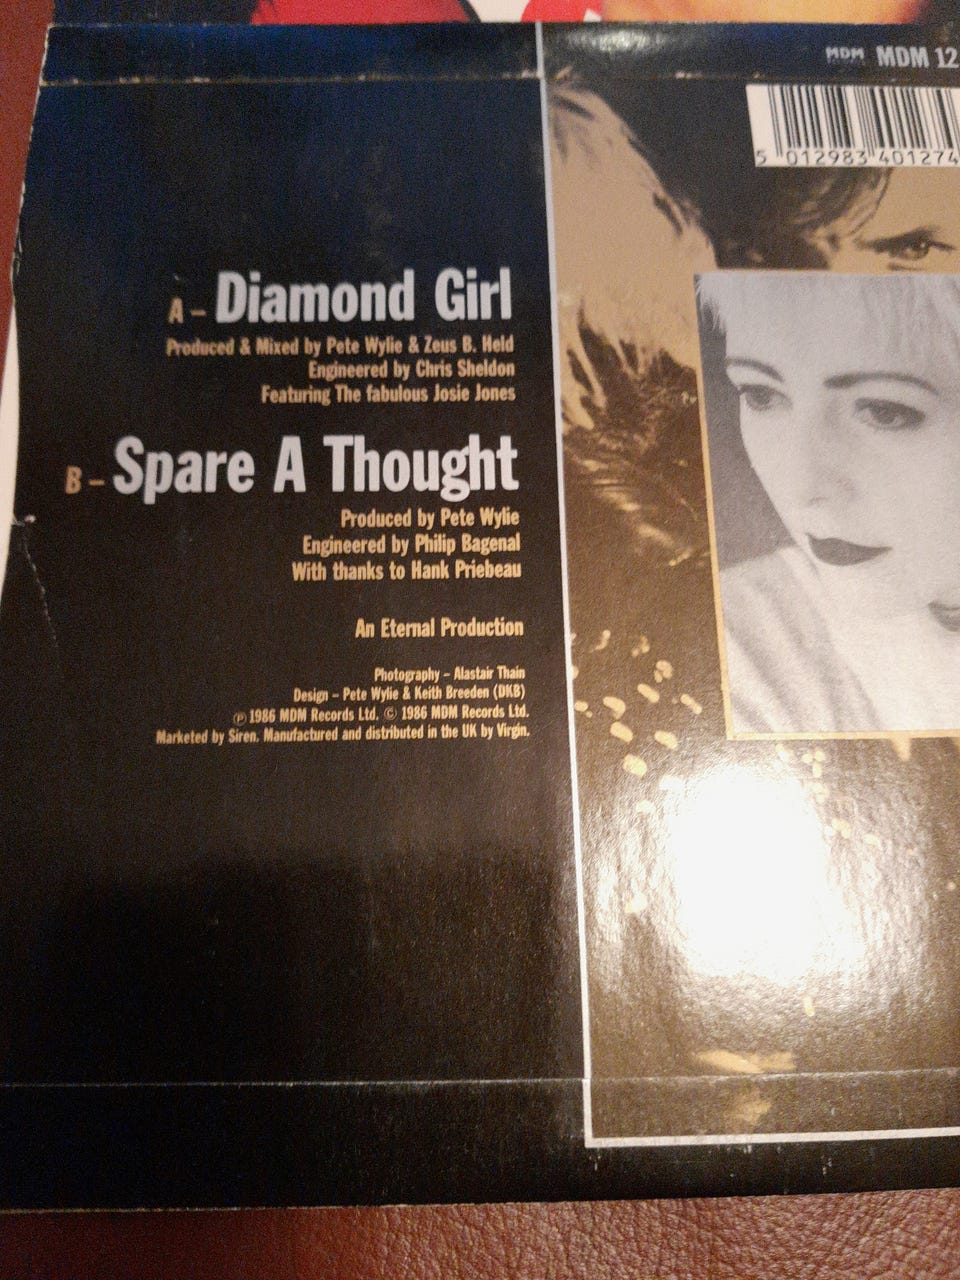 MDM MDM 12
5 012983 401274
A – Diamond Girl
Produced & Mixed by Pete Wylie & Zeus B. Held
Engineered by Chris Sheldon
Featuring The fabulous Josie Jones
B – Spare A Thought
Produced by Pete Wylie
Engineered by Philip Bagenal
With thanks to Hank Priebeau
An Eternal Production
Photography – Alastair Thain
Design – Pete Wylie & Keith Breeden (DKB)
℗ 1986 MDM Records Ltd. © 1986 MDM Records Ltd.
Marketed by Siren. Manufactured and distributed in the UK by Virgin.